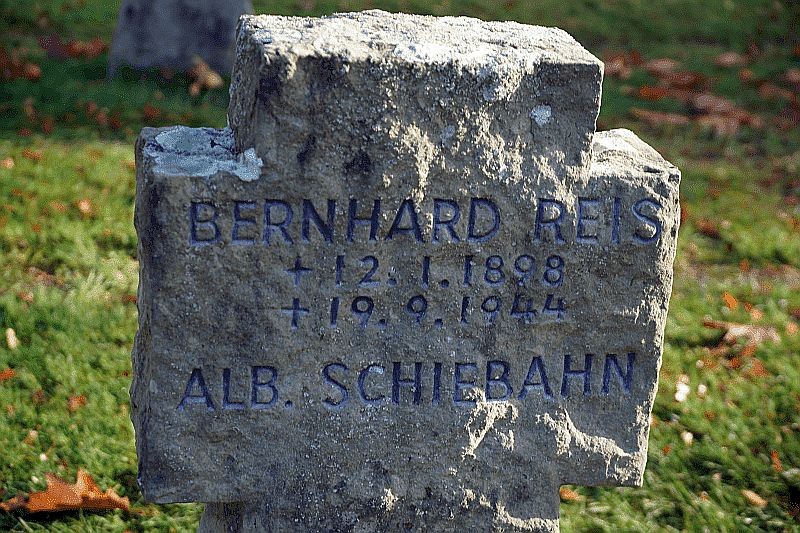 BERNHARD REIS
+ 12.1.1898
+ 19.9.1944
ALB. SCHIEBAHN